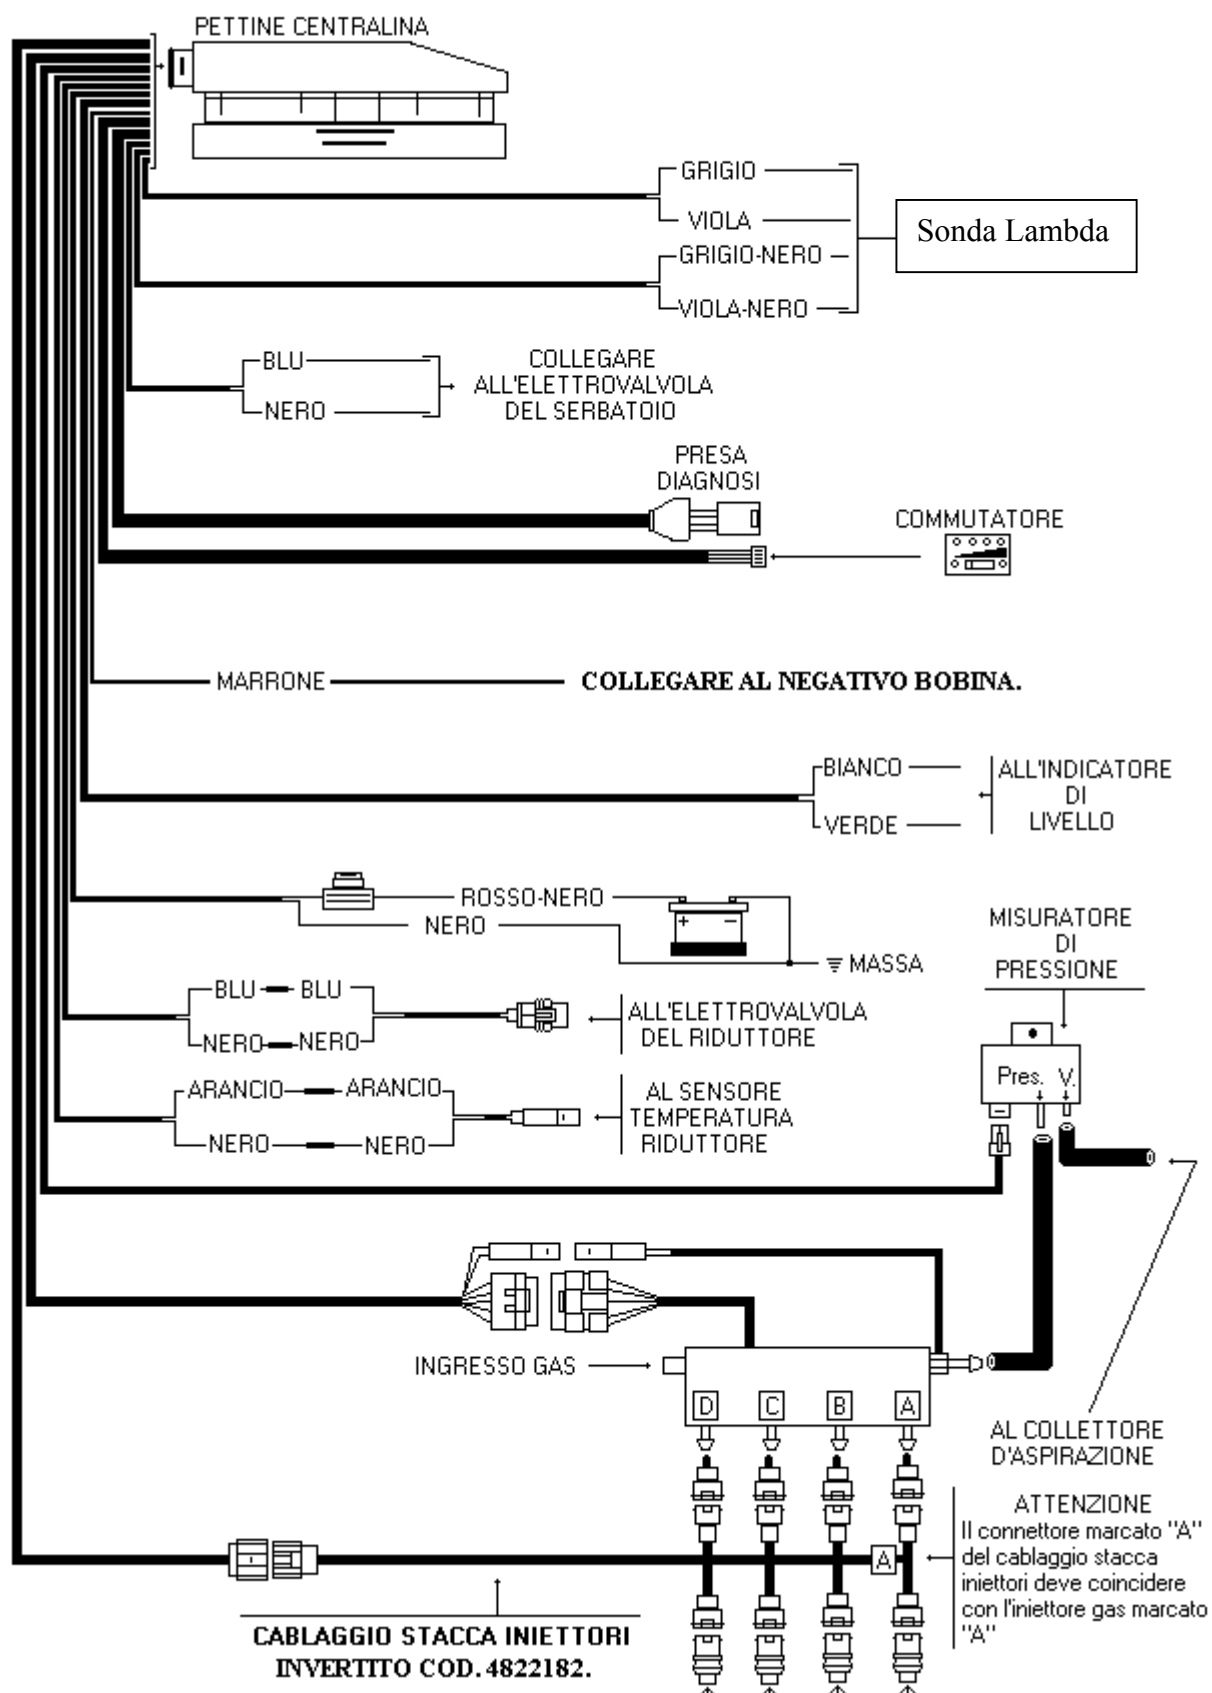 PETTINE CENTRALINA
GRIGIO
VIOLA
Sonda Lambda
GRIGIO-NERO
VIOLA-NERO
BLU
NERO
COLLEGARE
ALL'ELETTROVALVOLA
DEL SERBATOIO
PRESA
DIAGNOSI
COMMUTATORE
MARRONE
COLLEGARE AL NEGATIVO BOBINA.
BIANCO
VERDE
ALL'INDICATORE
DI
LIVELLO
ROSSO-NERO
NERO
+ −
MASSA
MISURATORE
DI
PRESSIONE
BLU BLU
NERO NERO
ALL'ELETTROVALVOLA
DEL RIDUTTORE
Pres. V.
ARANCIO ARANCIO
NERO NERO
AL SENSORE
TEMPERATURA
RIDUTTORE
INGRESSO GAS
D C B A
AL COLLETTORE
D'ASPIRAZIONE
A
ATTENZIONE
Il connettore marcato "A"
del cablaggio stacca
iniettori deve coincidere
con l'iniettore gas marcato
"A"
CABLAGGIO STACCA INIETTORI
INVERTITO COD. 4822182.